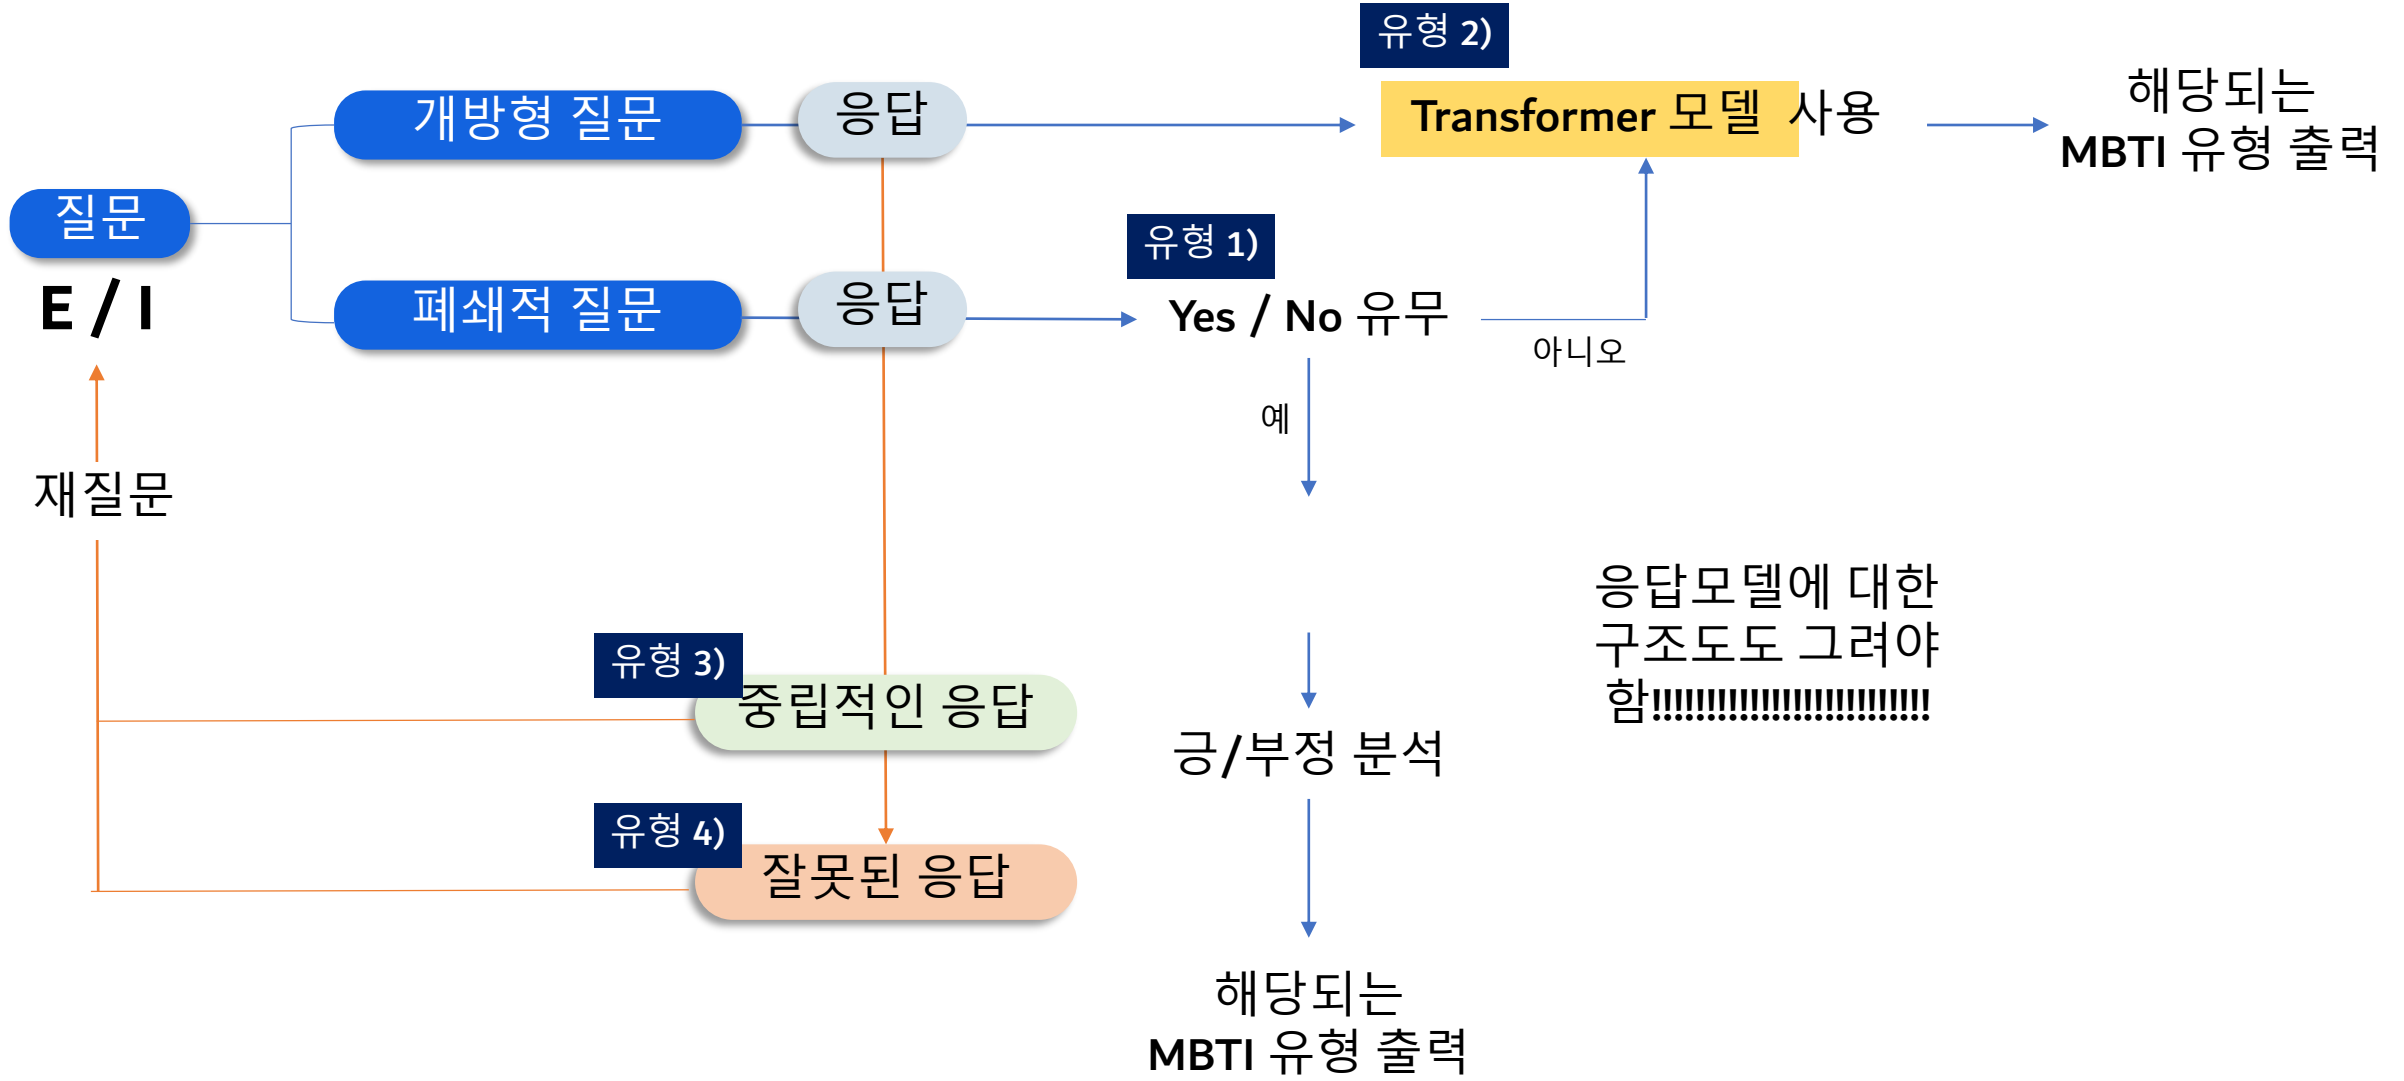 유형 2)
개방형 질문
응답
Transformer 모델 사용
해당되는
MBTI 유형 출력
질문
E / I
유형 1)
폐쇄적 질문
응답
Yes / No 유무
아니오
예
재질문
응답모델에 대한
구조도도 그려야
함!!!!!!!!!!!!!!!!!!!!!!!!!!
유형 3)
중립적인 응답
긍/부정 분석
유형 4)
잘못된 응답
해당되는
MBTI 유형 출력